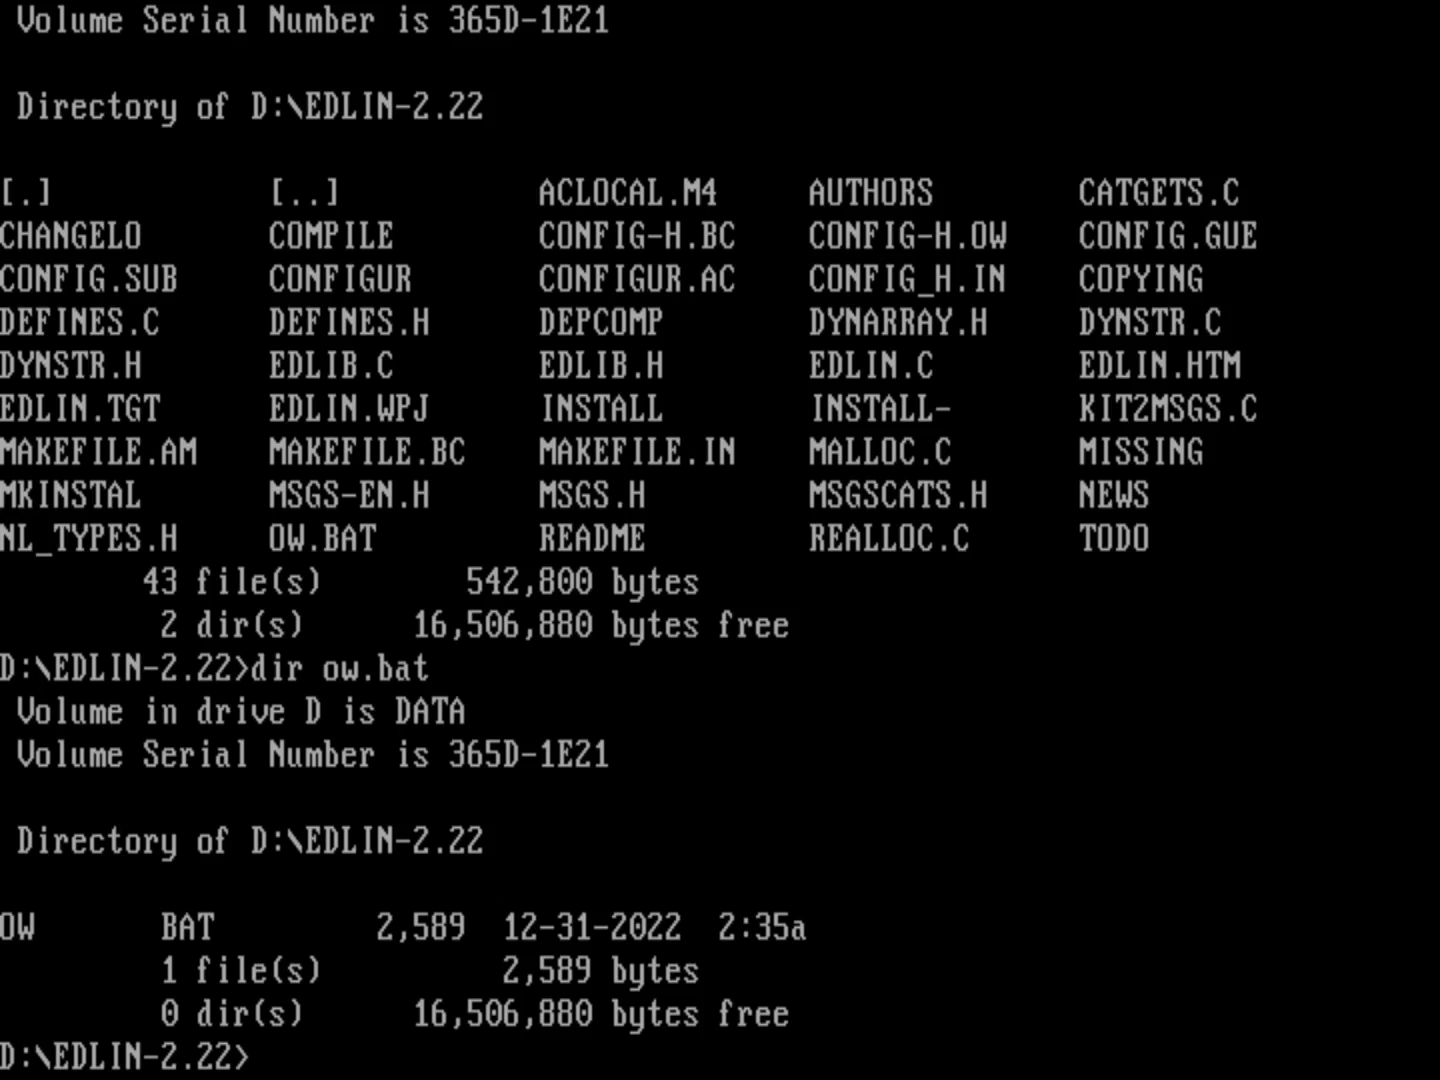 Volume Serial Number is 365D-1E21
Directory of D:\EDLIN-2.22
[.] [..] ACLOCAL.M4 AUTHORS CATGETS.C
CHANGELO COMPILE CONFIG-H.BC CONFIG-H.OW CONFIG.GUE
CONFIG.SUB CONFIGUR CONFIGUR.AC CONFIG_H.IN COPYING
DEFINES.C DEFINES.H DEPCOMP DYNARRAY.H DYNSTR.C
DYNSTR.H EDLIB.C EDLIB.H EDLIN.C EDLIN.HTM
EDLIN.TGT EDLIN.WPJ INSTALL INSTALL- KIT2MSGS.C
MAKEFILE.AM MAKEFILE.BC MAKEFILE.IN MALLOC.C MISSING
MKINSTAL MSGS-EN.H MSGS.H MSGSCATS.H NEWS
NL_TYPES.H OW.BAT README REALLOC.C TODO
43 file(s) 542,800 bytes
2 dir(s) 16,506,880 bytes free
D:\EDLIN-2.22>dir ow.bat
Volume in drive D is DATA
Volume Serial Number is 365D-1E21
Directory of D:\EDLIN-2.22
OW BAT 2,589 12-31-2022 2:35a
1 file(s) 2,589 bytes
0 dir(s) 16,506,880 bytes free
D:\EDLIN-2.22>